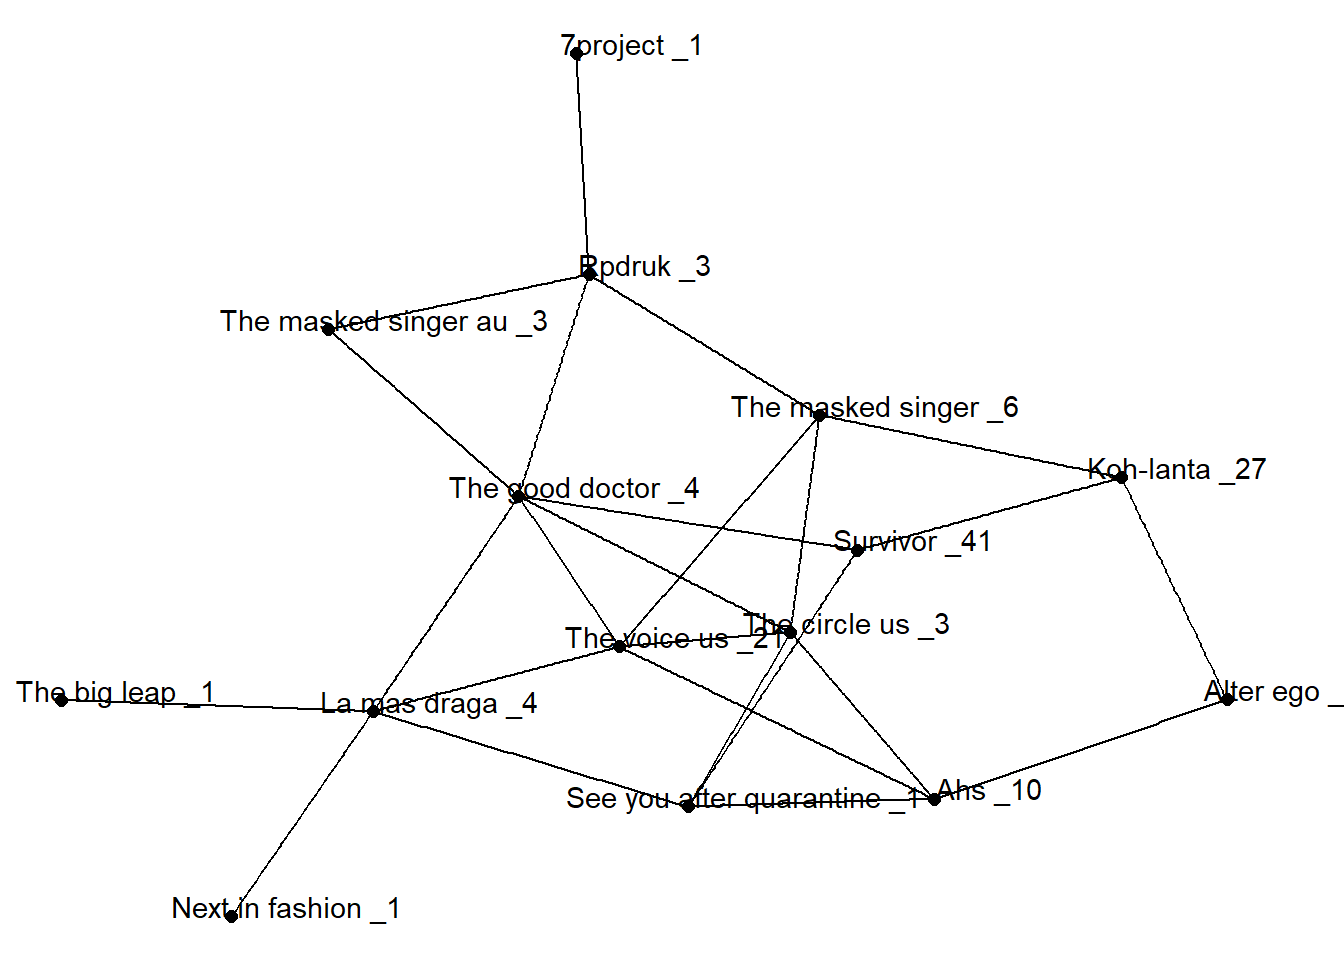 7project _1
Rpdruk _3
The masked singer au _3
The masked singer _6
Koh-lanta _27
The good doctor _4
Survivor _41
The circle us _3
The voice us _21
The big leap _1
La mas draga _4
Alter ego _
See you after quarantine _1
Ahs _10
Next in fashion _1